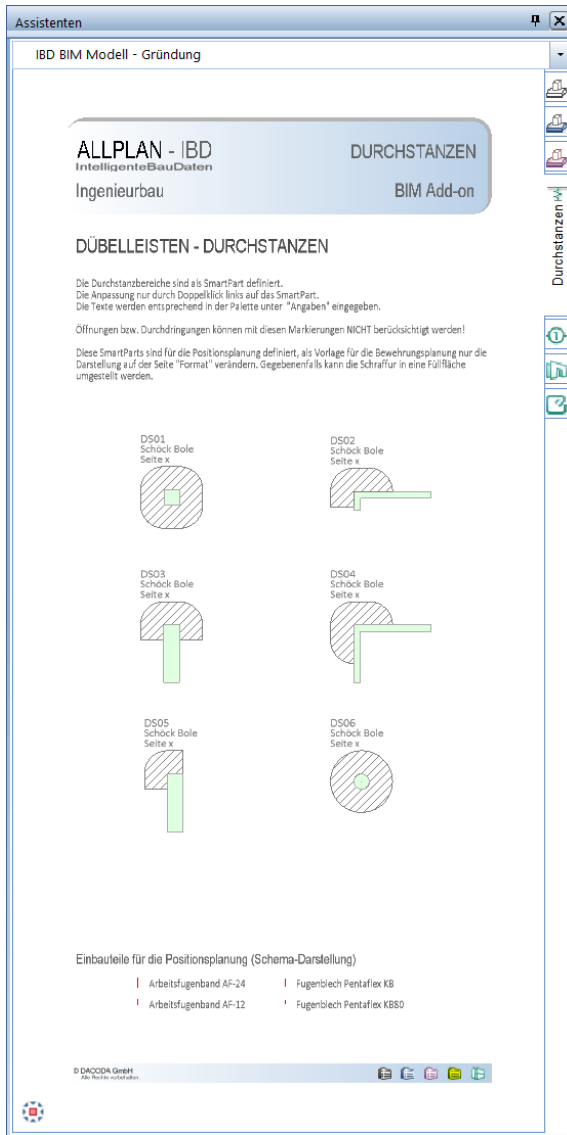 Assistenten
IBD BIM Modell - Gründung
ALLPLAN - IBD
IntelligenteBauDaten
DURCHSTANZEN
Ingenieurbau
BIM Add-on
Durchstanzen
DÜBELLEISTEN - DURCHSTANZEN
Die Durchstanzbereiche sind als SmartPart definiert.
Die Anpassung nur durch Doppelklick links auf das SmartPart.
Die Texte werden entsprechend in der Palette unter "Angaben" eingegeben.
Öffnungen bzw. Durchdringungen können mit diesen Markierungen NICHT berücksichtigt werden!
Diese SmartParts sind für die Positionsplanung definiert, als Vorlage für die Bewehrungsplanung nur die
Darstellung auf der Seite "Format" verändern. Gegebenenfalls kann die Schraffur in eine Füllfläche
umgestellt werden.
DS01
Schöck Bole
Seite x
DS02
Schöck Bole
Seite x
DS03
Schöck Bole
Seite x
DS04
Schöck Bole
Seite x
DS05
Schöck Bole
Seite x
DS06
Schöck Bole
Seite x
Einbauteile für die Positionsplanung (Schema-Darstellung)
Arbeitsfugenband AF-24
Fugenblech Pentaflex KB
Arbeitsfugenband AF-12
Fugenblech Pentaflex KB80
D DACODA GmbH
Alle Rechte vorbehalten.